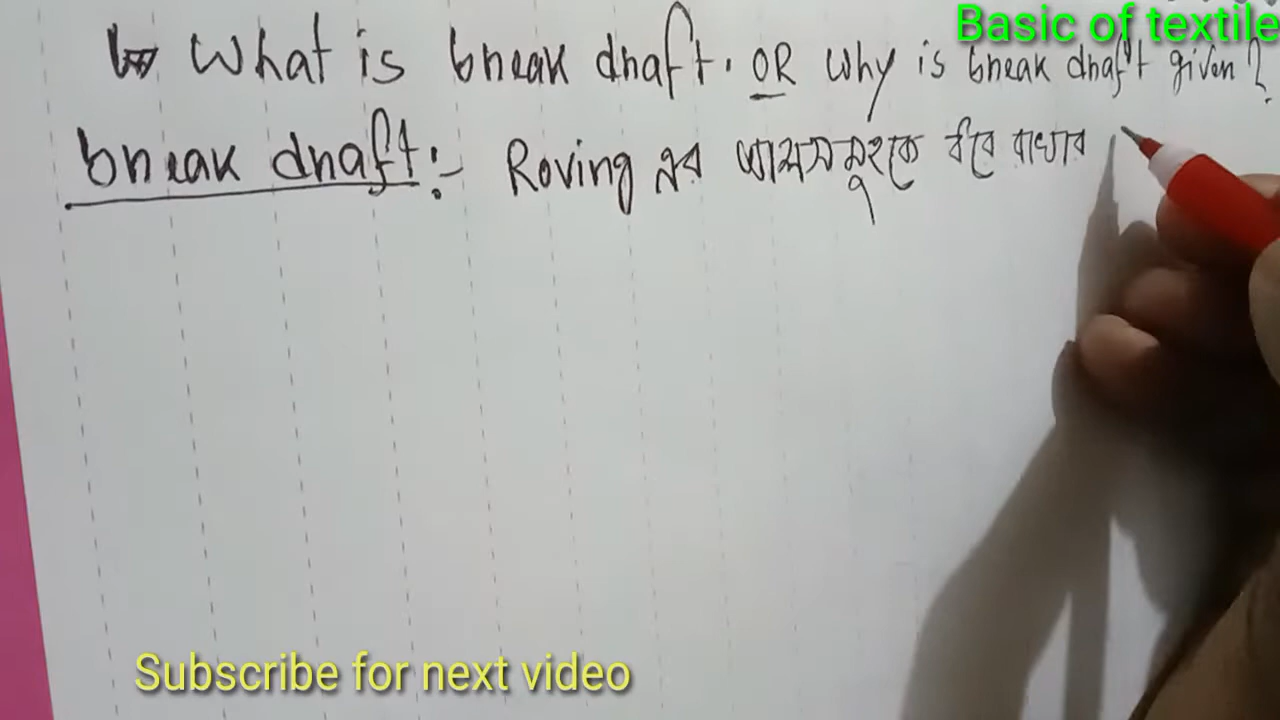 Basic of textile
What is break draft. OR Why is break draft given?
break draft:- Roving এর আঁশসমূহকে ধরে রাখার
Subscribe for next video